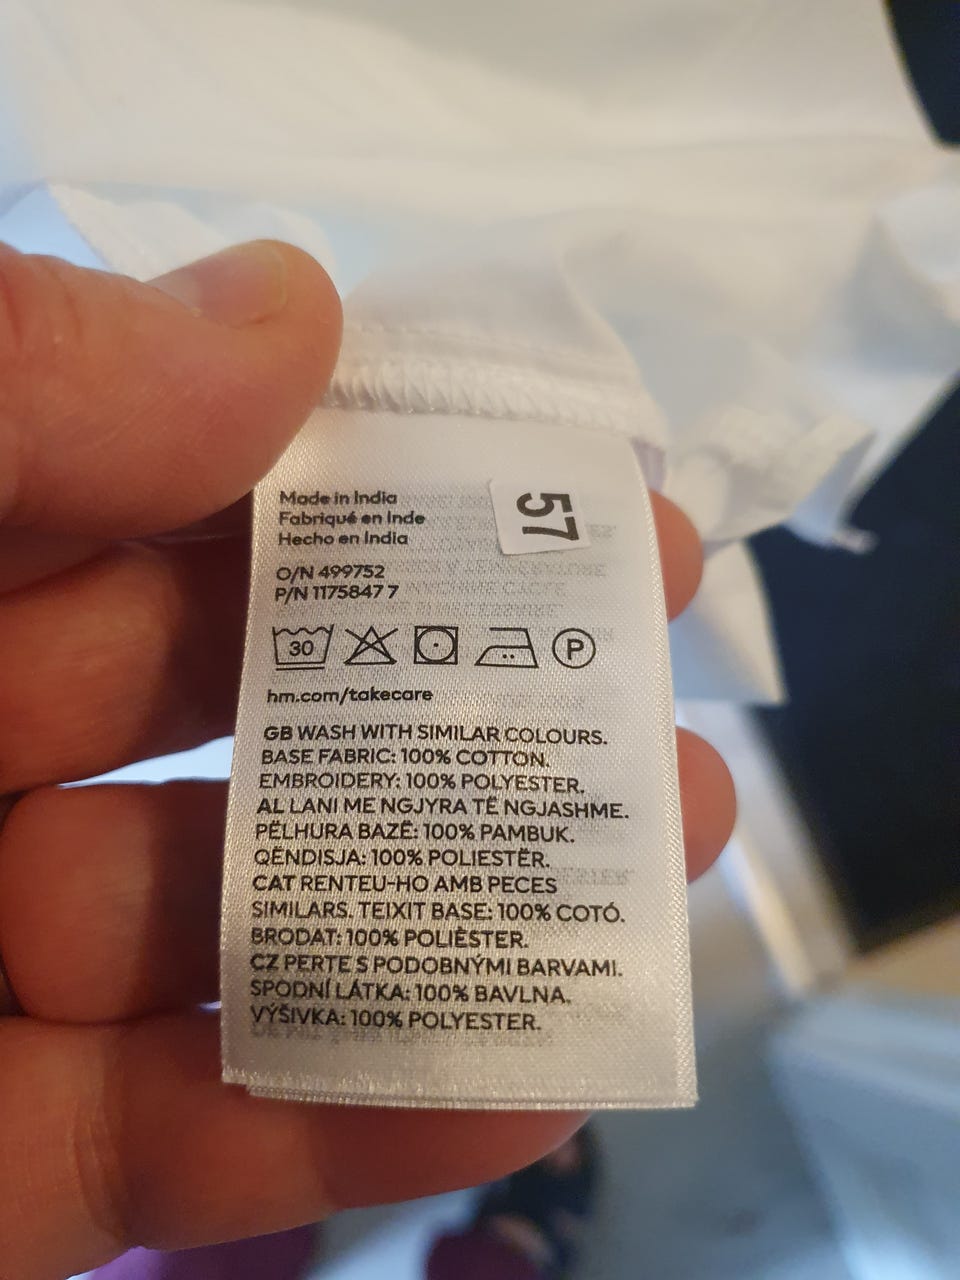 Made in India
Fabriqué en Inde
Hecho en India
57
O/N 499752
P/N 1175847 7
30
P
hm.com/takecare
GB WASH WITH SIMILAR COLOURS.
BASE FABRIC: 100% COTTON.
EMBROIDERY: 100% POLYESTER.
AL LANI ME NGJYRA TË NGJASHME.
PËLHURA BAZË: 100% PAMBUK.
QËNDISJA: 100% POLIESTËR.
CAT RENTEU-HO AMB PECES
SIMILARS. TEIXIT BASE: 100% COTÓ.
BRODAT: 100% POLIÈSTER.
CZ PERTE S PODOBNÝMI BARVAMI.
SPODNÍ LÁTKA: 100% BAVLNA.
VÝŠIVKA: 100% POLYESTER.